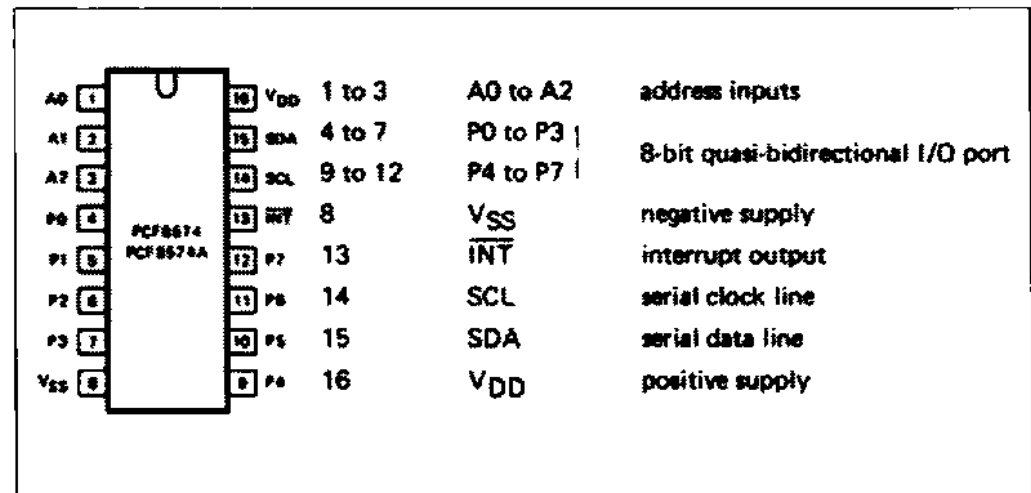 A0 1 16 VDD 1 to 3 A0 to A2 address inputs
A1 2 15 SDA 4 to 7 P0 to P3
8-bit quasi-bidirectional I/O port
A2 3 14 SCL 9 to 12 P4 to P7
P0 4 13 INT 8 VSS negative supply
PCF8574
P1 5 PCF8574A 12 P7 13 INT interrupt output
P2 6 11 P6 14 SCL serial clock line
P3 7 10 P5 15 SDA serial data line
VSS 8 9 P4 16 VDD positive supply